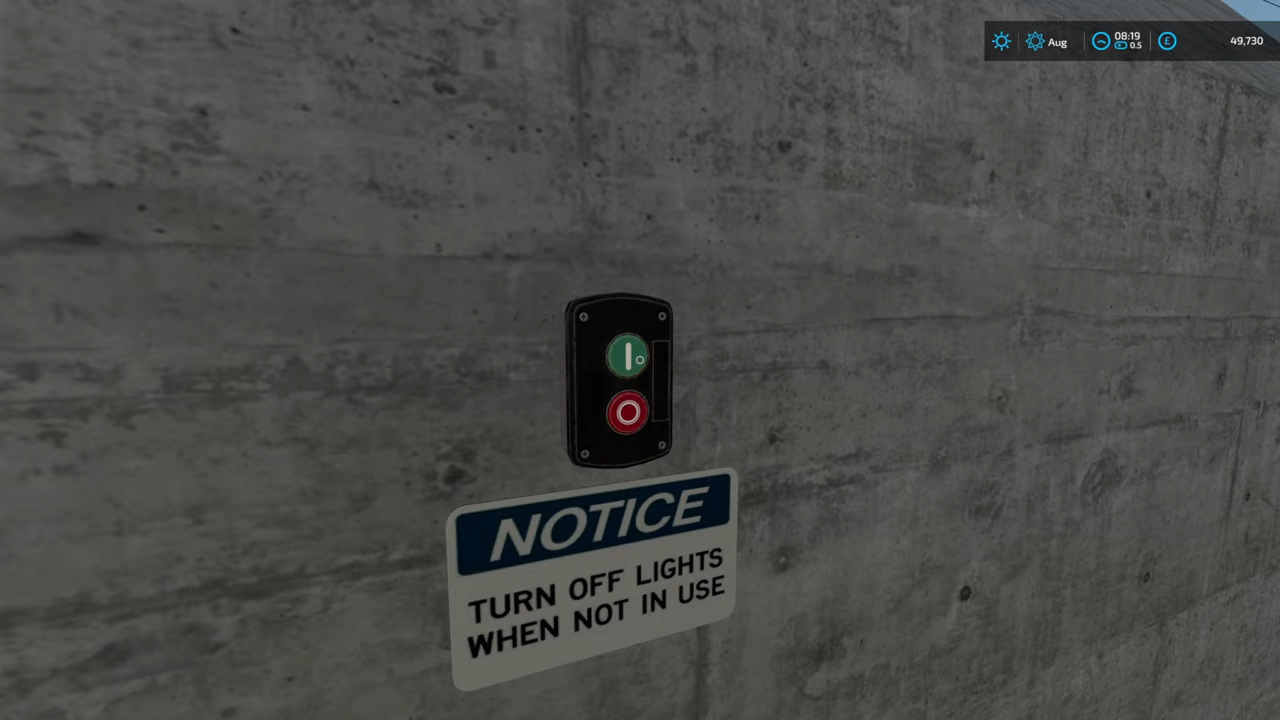 Aug
08:19
0.5
E
49,730
NOTICE
TURN OFF LIGHTS
WHEN NOT IN USE